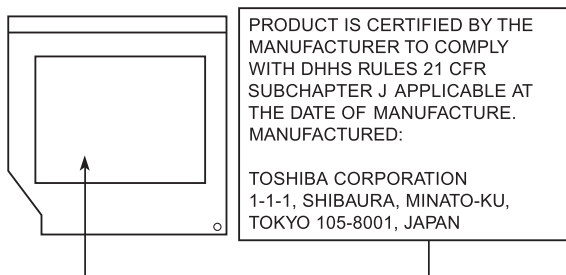 PRODUCT IS CERTIFIED BY THE
MANUFACTURER TO COMPLY
WITH DHHS RULES 21 CFR
SUBCHAPTER J APPLICABLE AT
THE DATE OF MANUFACTURE.
MANUFACTURED:
TOSHIBA CORPORATION
1-1-1, SHIBAURA, MINATO-KU,
TOKYO 105-8001, JAPAN